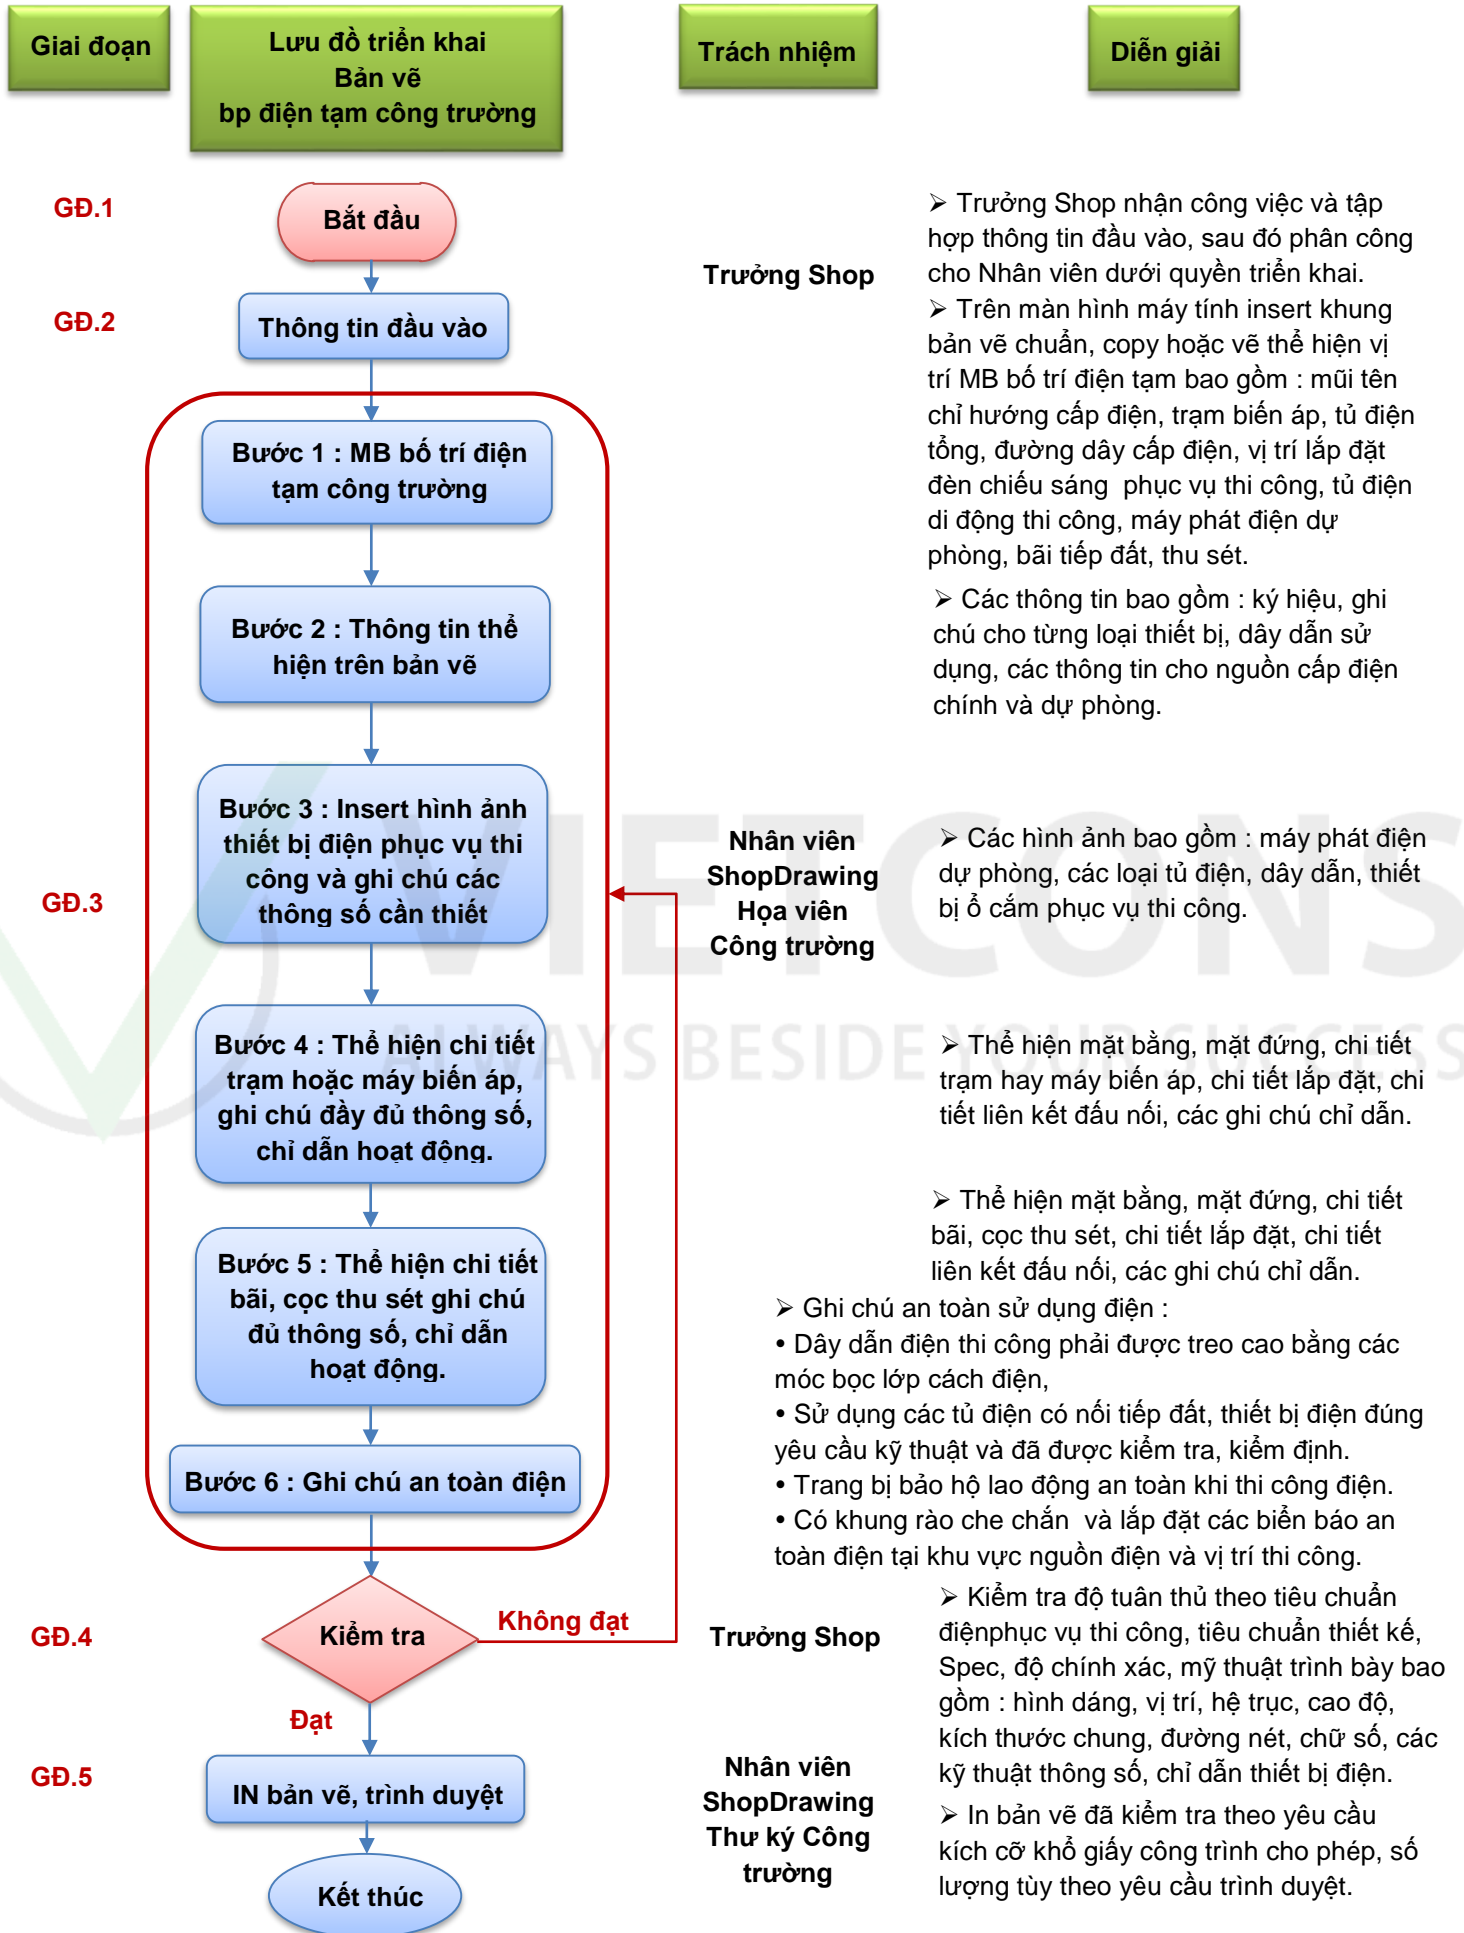 Giai đoạn
Lưu đồ triển khai
Bản vẽ
bp điện tạm công trường
Trách nhiệm
Diễn giải
GĐ.1
Bắt đầu
➢ Trưởng Shop nhận công việc và tập
hợp thông tin đầu vào, sau đó phân công
cho Nhân viên dưới quyền triển khai.
Trưởng Shop
GĐ.2
Thông tin đầu vào
➢ Trên màn hình máy tính insert khung
bản vẽ chuẩn, copy hoặc vẽ thể hiện vị
trí MB bố trí điện tạm bao gồm : mũi tên
chỉ hướng cấp điện, trạm biến áp, tủ điện
tổng, đường dây cấp điện, vị trí lắp đặt
đèn chiếu sáng  phục vụ thi công, tủ điện
di động thi công, máy phát điện dự
phòng, bãi tiếp đất, thu sét.
Bước 1 : MB bố trí điện
tạm công trường
Bước 2 : Thông tin thể
hiện trên bản vẽ
➢ Các thông tin bao gồm : ký hiệu, ghi
chú cho từng loại thiết bị, dây dẫn sử
dụng, các thông tin cho nguồn cấp điện
chính và dự phòng.
GĐ.3
Bước 3 : Insert hình ảnh
thiết bị điện phục vụ thi
công và ghi chú các
thông số cần thiết
Nhân viên
ShopDrawing
Họa viên
Công trường
➢ Các hình ảnh bao gồm : máy phát điện
dự phòng, các loại tủ điện, dây dẫn, thiết
bị ổ cắm phục vụ thi công.
VIETCONS
ALWAYS BESIDE YOUR SUCCESS
Bước 4 : Thể hiện chi tiết
trạm hoặc máy biến áp,
ghi chú đầy đủ thông số,
chỉ dẫn hoạt động.
➢ Thể hiện mặt bằng, mặt đứng, chi tiết
trạm hay máy biến áp, chi tiết lắp đặt, chi
tiết liên kết đấu nối, các ghi chú chỉ dẫn.
Bước 5 : Thể hiện chi tiết
bãi, cọc thu sét ghi chú
đủ thông số, chỉ dẫn
hoạt động.
➢ Thể hiện mặt bằng, mặt đứng, chi tiết
bãi, cọc thu sét, chi tiết lắp đặt, chi tiết
liên kết đấu nối, các ghi chú chỉ dẫn.
Bước 6 : Ghi chú an toàn điện
➢ Ghi chú an toàn sử dụng điện :
• Dây dẫn điện thi công phải được treo cao bằng các
móc bọc lớp cách điện,
• Sử dụng các tủ điện có nối tiếp đất, thiết bị điện đúng
yêu cầu kỹ thuật và đã được kiểm tra, kiểm định.
• Trang bị bảo hộ lao động an toàn khi thi công điện.
• Có khung rào che chắn  và lắp đặt các biển báo an
toàn điện tại khu vực nguồn điện và vị trí thi công.
GĐ.4
Kiểm tra
Không đạt
Đạt
Trưởng Shop
➢ Kiểm tra độ tuân thủ theo tiêu chuẩn
điệnphục vụ thi công, tiêu chuẩn thiết kế,
Spec, độ chính xác, mỹ thuật trình bày bao
gồm : hình dáng, vị trí, hệ trục, cao độ,
kích thước chung, đường nét, chữ số, các
kỹ thuật thông số, chỉ dẫn thiết bị điện.
GĐ.5
IN bản vẽ, trình duyệt
Nhân viên
ShopDrawing
Thư ký Công
trường
➢ In bản vẽ đã kiểm tra theo yêu cầu
kích cỡ khổ giấy công trình cho phép, số
lượng tùy theo yêu cầu trình duyệt.
Kết thúc